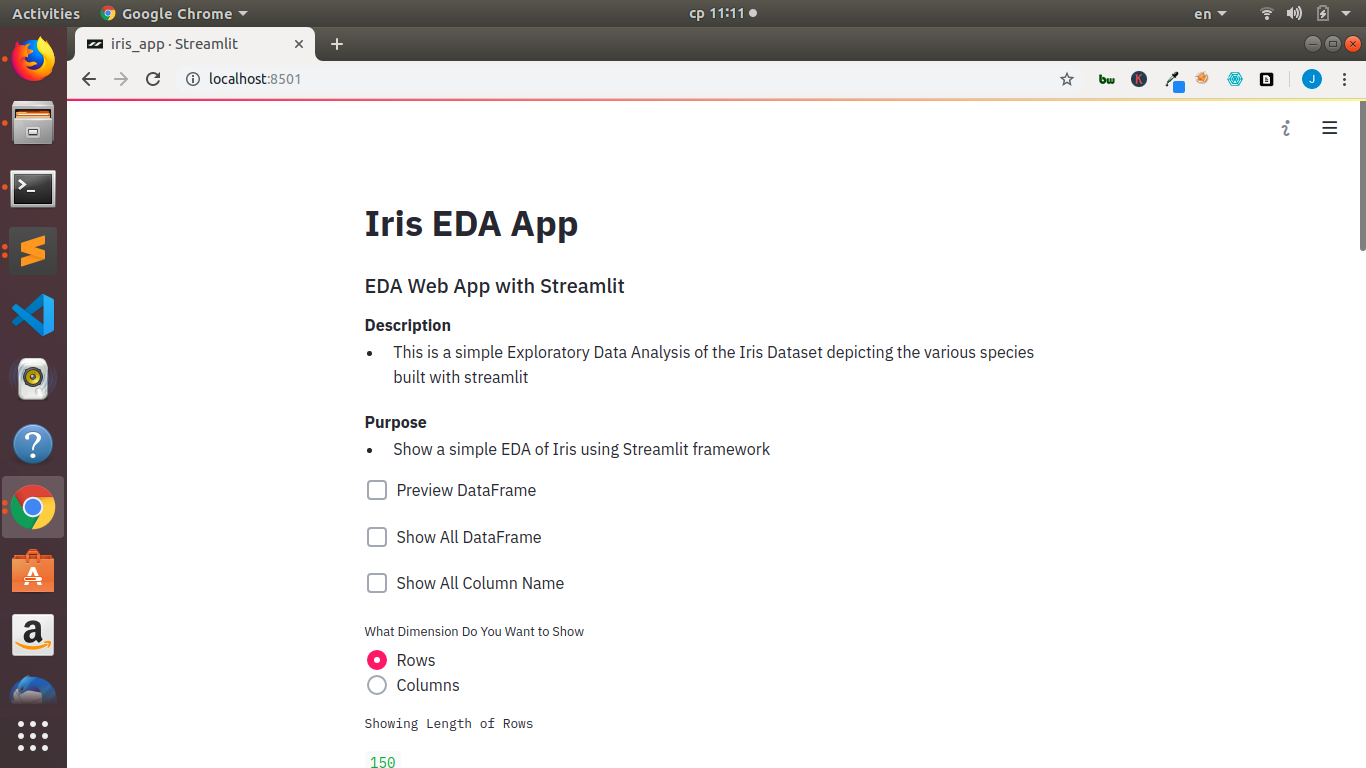 Activities
Google Chrome
ср 11:11
en
iris_app · Streamlit
localhost:8501
bw
K
J
Iris EDA App
EDA Web App with Streamlit
Description
• This is a simple Exploratory Data Analysis of the Iris Dataset depicting the various species
built with streamlit
Purpose
• Show a simple EDA of Iris using Streamlit framework
Preview DataFrame
Show All DataFrame
Show All Column Name
What Dimension Do You Want to Show
Rows
Columns
Showing Length of Rows
150